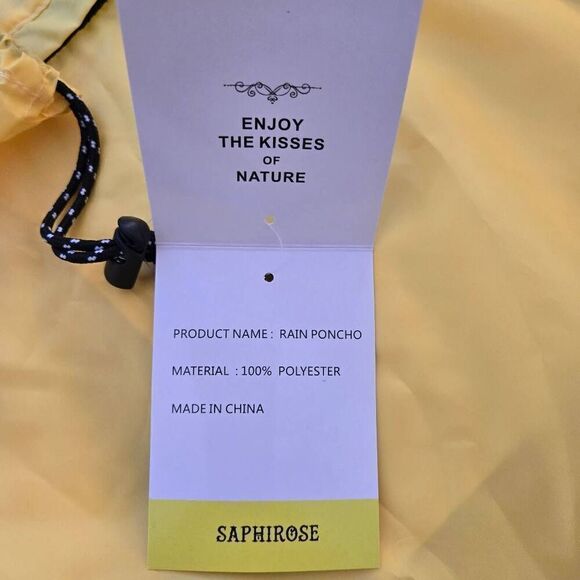 ENJOY
THE KISSES
OF
NATURE
PRODUCT NAME : RAIN PONCHO
MATERIAL : 100% POLYESTER
MADE IN CHINA
SAPHIROSE